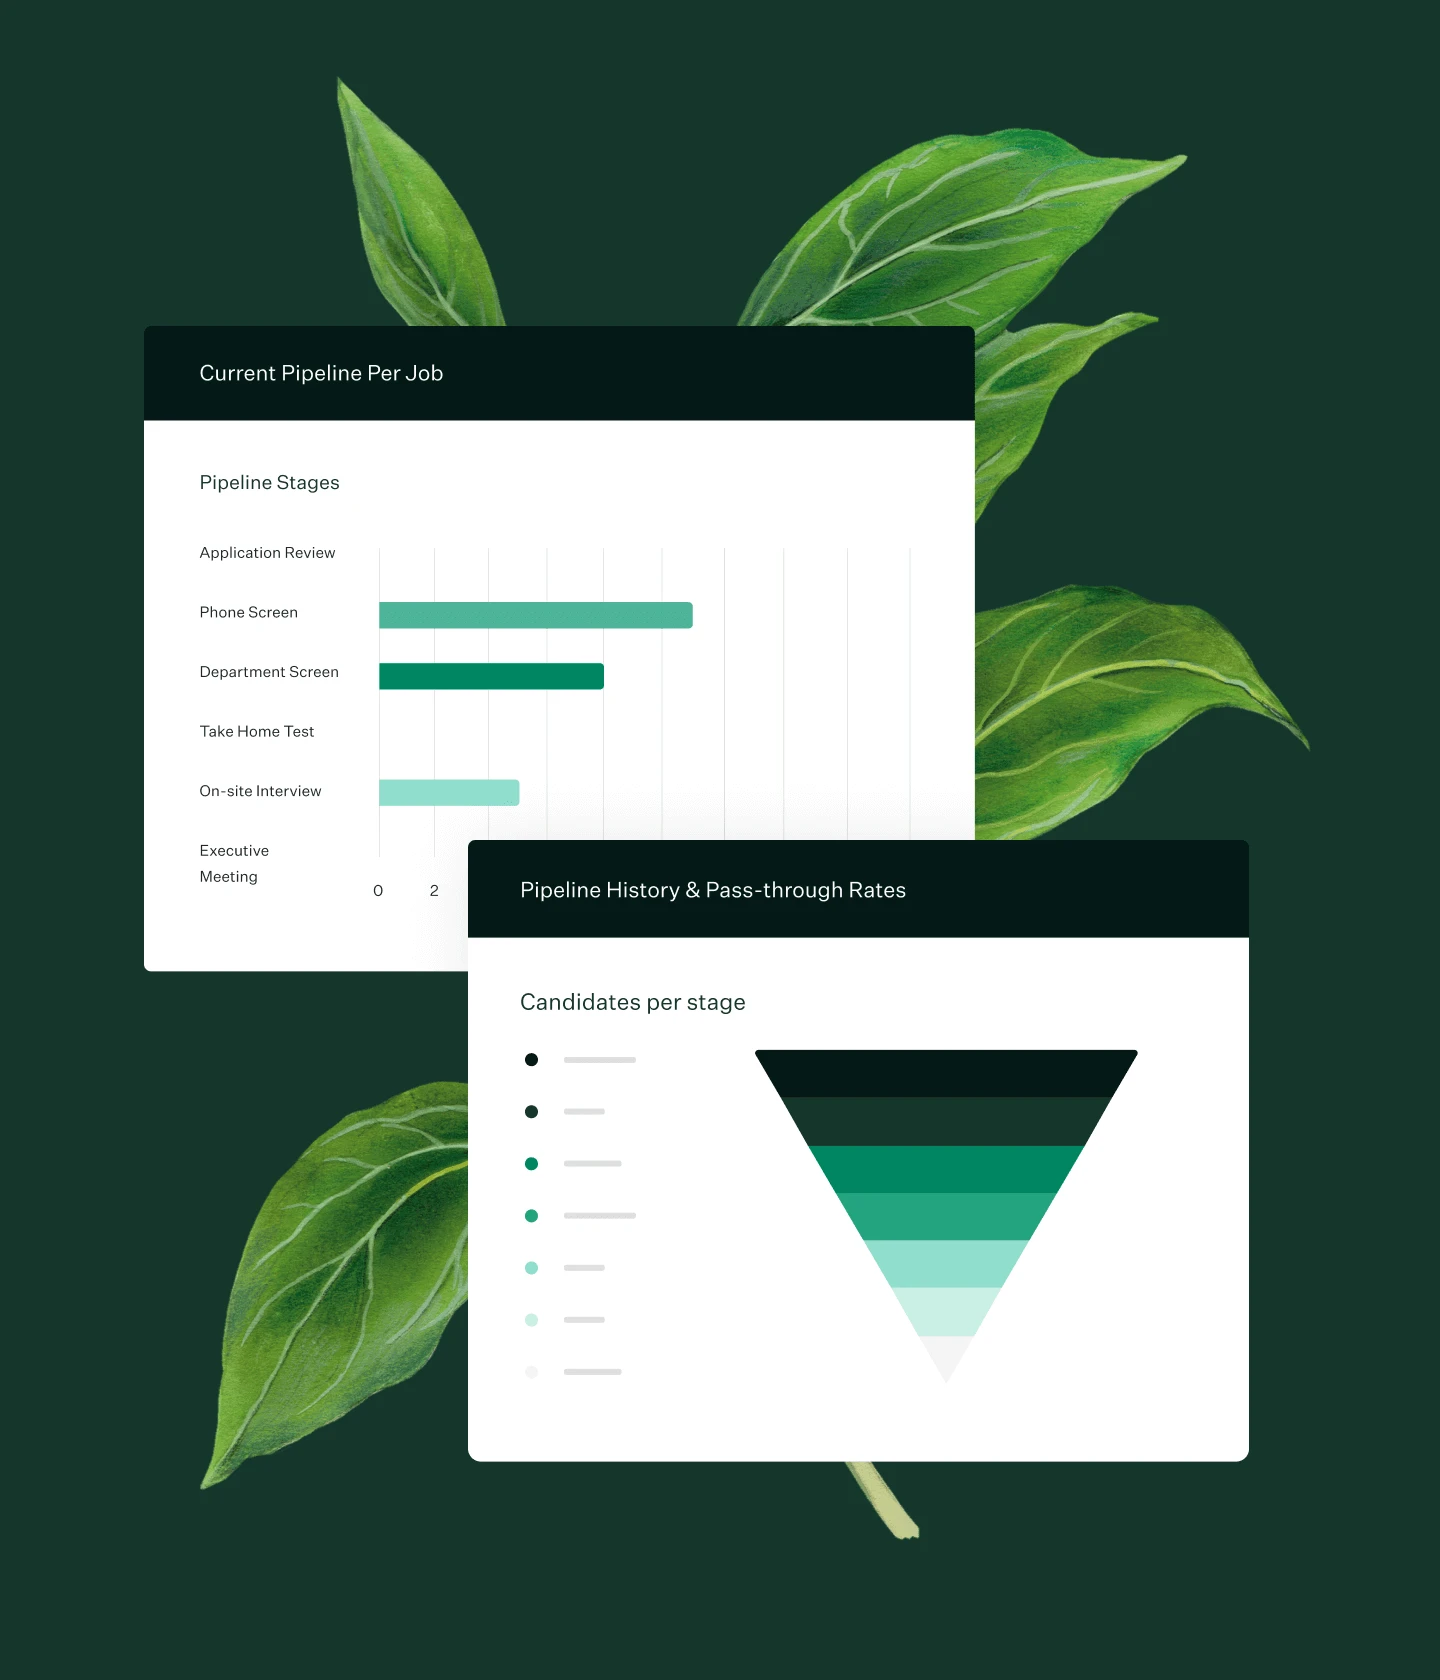 Current Pipeline Per Job
Pipeline Stages
Application Review
Phone Screen
Department Screen
Take Home Test
On-site Interview
Executive
Meeting
0 2
Pipeline History & Pass-through Rates
Candidates per stage